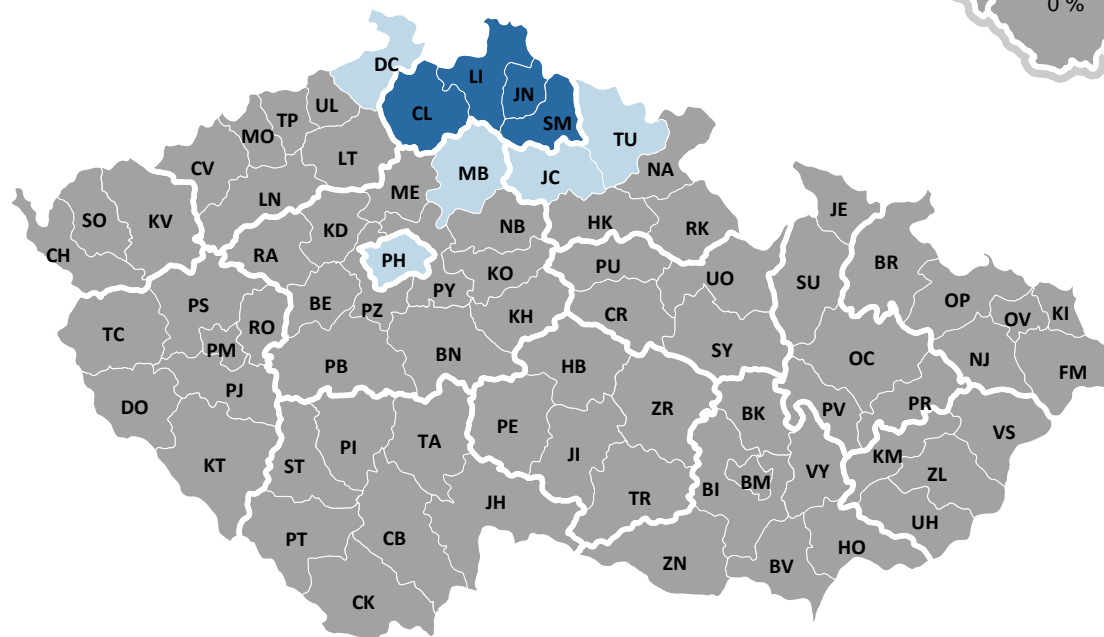 0 %
DC
LI
JN
CL
SM
UL
TP
MO
TU
LT
CV
MB
JC
NA
LN
ME
SO
KV
JE
KD
NB
HK
RK
CH
RA
PH
BR
PU
KO
UO
SU
PY
BE
PZ
PS
OP
KI
OV
CR
KH
RO
TC
PM
SY
BN
OC
NJ
PB
HB
FM
PJ
DO
ZR
BK
PV
PR
PE
VS
TA
PI
JI
KM
KT
ST
VY
ZL
BM
BI
TR
JH
UH
PT
CB
HO
ZN
BV
CK